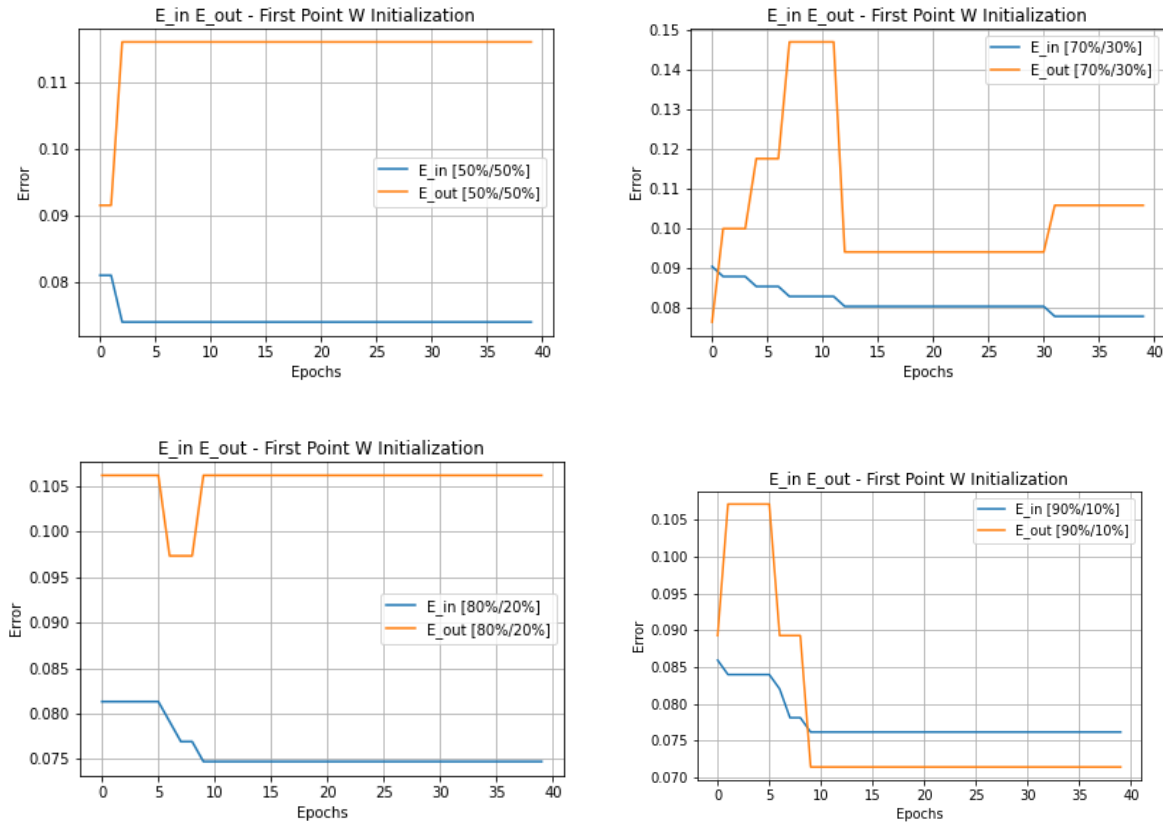 E_in E_out - First Point W Initialization
0.116
0.11
0.10
0.09
0.08
Error
E_in [50%/50%]
E_out [50%/50%]
0 5 10 15 20 25 30 35 40
Epochs
E_in E_out - First Point W Initialization
0.15
0.14
0.13
0.12
0.11
0.10
0.09
0.08
Error
E_in [70%/30%]
E_out [70%/30%]
0 5 10 15 20 25 30 35 40
Epochs
E_in E_out - First Point W Initialization
0.105
0.100
0.095
0.090
0.085
0.080
0.075
Error
E_in [80%/20%]
E_out [80%/20%]
0 5 10 15 20 25 30 35 40
Epochs
E_in E_out - First Point W Initialization
0.105
0.100
0.095
0.090
0.085
0.080
0.075
0.070
Error
E_in [90%/10%]
E_out [90%/10%]
0 5 10 15 20 25 30 35 40
Epochs